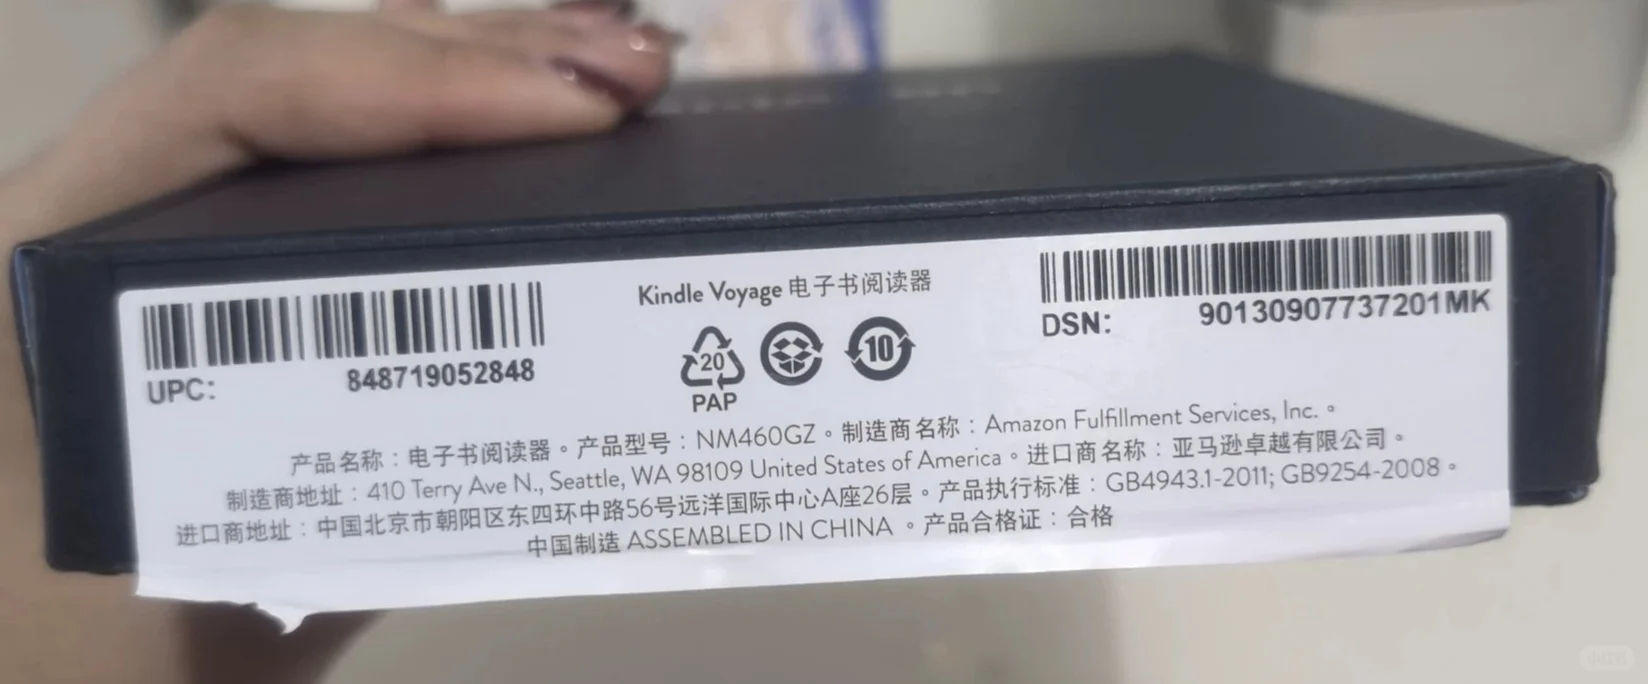 UPC: 848719052848
Kindle Voyage 电子书阅读器
20
PAP
10
DSN: 90130907737201MK
产品名称：电子书阅读器。产品型号：NM460GZ。制造商名称：Amazon Fulfillment Services, Inc.。
制造商地址：410 Terry Ave N., Seattle, WA 98109 United States of America。进口商名称：亚马逊卓越有限公司。
进口商地址：中国北京市朝阳区东四环中路56号远洋国际中心A座26层。产品执行标准：GB4943.1-2011; GB9254-2008。
中国制造 ASSEMBLED IN CHINA 。产品合格证：合格
小红书